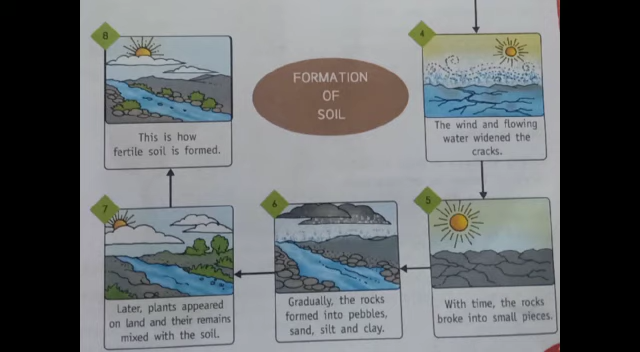 FORMATION
OF
SOIL
4
The wind and flowing
water widened the
cracks.
5
With time, the rocks
broke into small pieces.
6
Gradually, the rocks
formed into pebbles,
sand, silt and clay.
7
Later, plants appeared
on land and their remains
mixed with the soil.
8
This is how
fertile soil is formed.